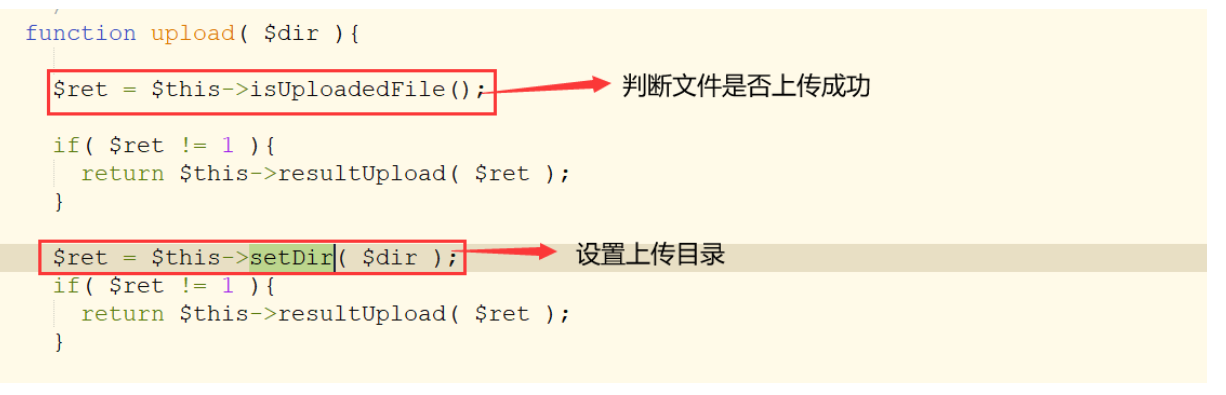 function upload( $dir ){
$ret = $this->isUploadedFile(); 判断文件是否上传成功
if( $ret != 1 ){
return $this->resultUpload( $ret );
}
$ret = $this->setDir( $dir ); 设置上传目录
if( $ret != 1 ){
return $this->resultUpload( $ret );
}